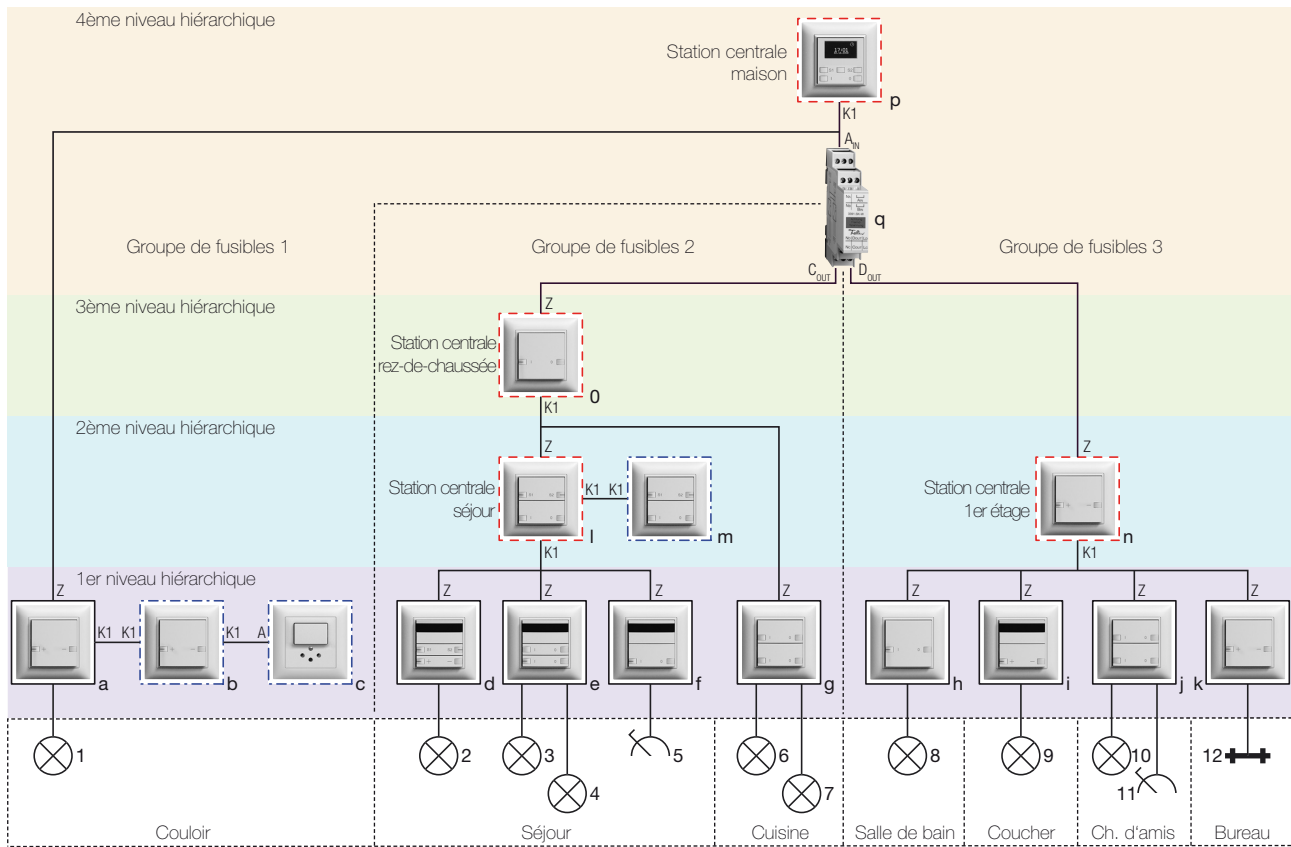 4ème niveau hiérarchique
Station centrale
maison
17:01
p
K1
A IN
q
Groupe de fusibles 1
Groupe de fusibles 2
Groupe de fusibles 3
C OUT
D OUT
3ème niveau hiérarchique
Z
Station centrale
rez-de-chaussée
0
K1
2ème niveau hiérarchique
Z
Z
Station centrale
séjour
K1
K1
l
m
Station centrale
1er étage
n
K1
K1
1er niveau hiérarchique
Z
Z
Z
Z
Z
Z
Z
Z
Z
K1
K1
K1
A
a
b
c
d
e
f
g
h
i
j
k
1
2
3
4
5
6
7
8
9
10
11
12
Couloir
Séjour
Cuisine
Salle de bain
Coucher
Ch. d'amis
Bureau